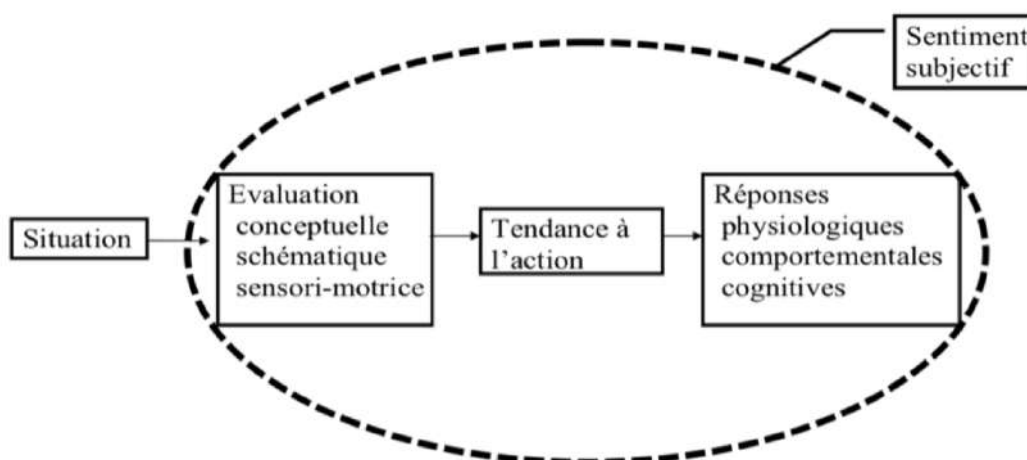 Sentiment
subjectif
Situation
Evaluation
conceptuelle
schématique
sensori-motrice
Tendance à
l'action
Réponses
physiologiques
comportementales
cognitives